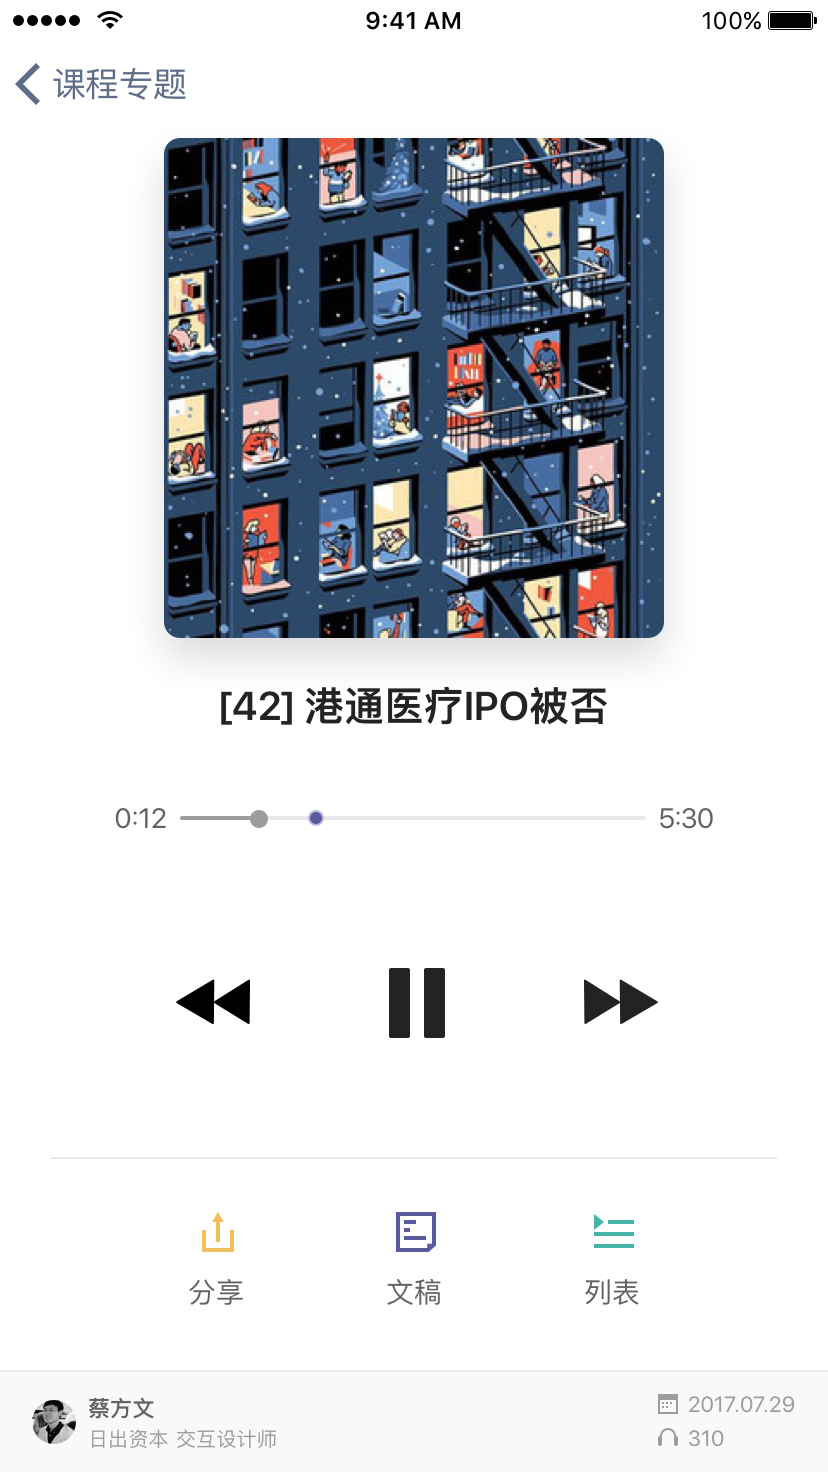 9:41 AM 100%
课程专题
[42] 港通医疗IPO被否
0:12 5:30
分享 文稿 列表
蔡方文 2017.07.29
日出资本 交互设计师 310